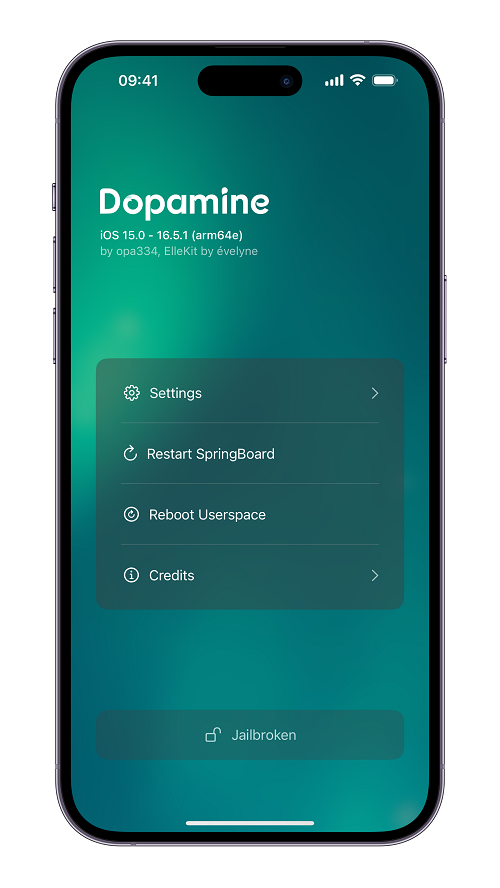 09:41
Dopamine
iOS 15.0 - 16.5.1 (arm64e)
by opa334, ElleKit by évelyne
Settings
Restart SpringBoard
Reboot Userspace
Credits
Jailbroken